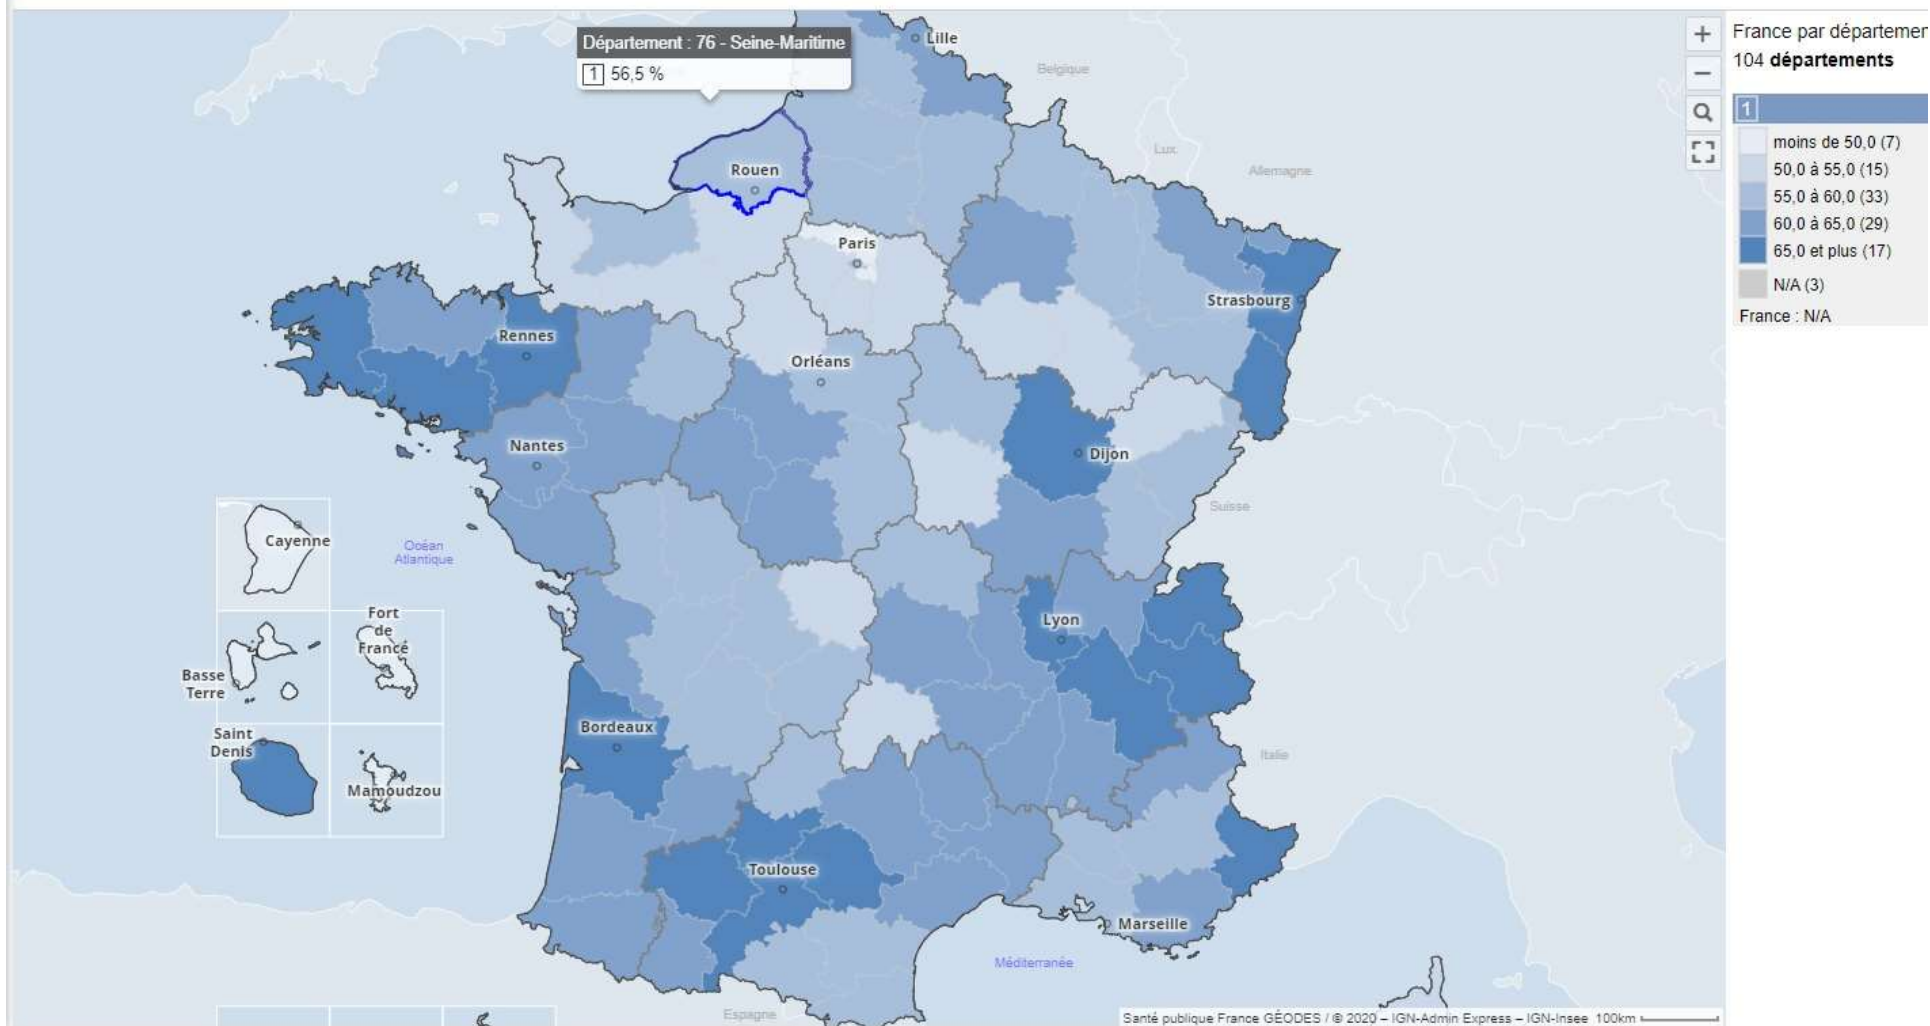 Département : 76 - Seine-Maritime
1 56,5 %
Lille
Belgique
Lux.
Allemagne
Rouen
Paris
Strasbourg
Rennes
Orléans
Nantes
Dijon
Suisse
Cayenne
Océan
Atlantique
Fort
de
Francé
Basse
Terre
Lyon
Saint
Denis
Bordeaux
Italie
Mamoudzou
Toulouse
Marseille
Méditerranée
Espagne
Santé publique France GÉODES / © 2020 – IGN-Admin Express – IGN-Insee 100km
+
−
France par départemen
104 départements
1
moins de 50,0 (7)
50,0 à 55,0 (15)
55,0 à 60,0 (33)
60,0 à 65,0 (29)
65,0 et plus (17)
N/A (3)
France : N/A